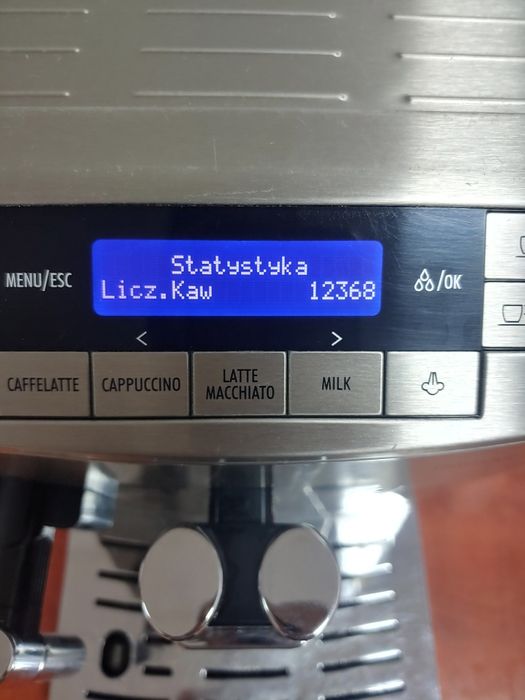 Statystyka
MENU/ESC
Licz.Kaw 12368
/OK
< >
CAFFELATTE
CAPPUCCINO
LATTE
MACCHIATO
MILK